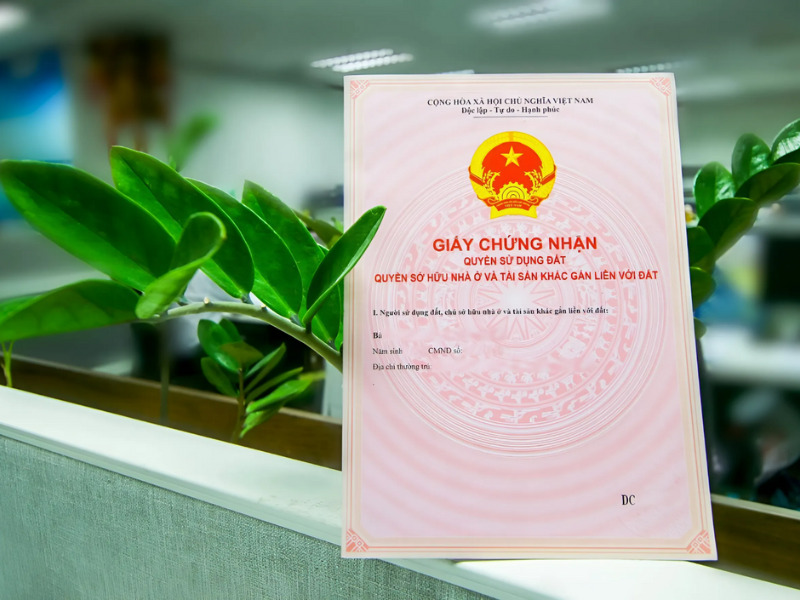 CỘNG HÒA XÃ HỘI CHỦ NGHĨA VIỆT NAM
Độc lập - Tự do - Hạnh phúc
GIẤY CHỨNG NHẬN
QUYỀN SỬ DỤNG ĐẤT
QUYỀN SỞ HỮU NHÀ Ở VÀ TÀI SẢN KHÁC GẮN LIỀN VỚI ĐẤT
I. Người sử dụng đất, chủ sở hữu nhà ở và tài sản khác gắn liền với đất:
Bà
Năm sinh: CMND số:
Địa chỉ thường trú:
DC